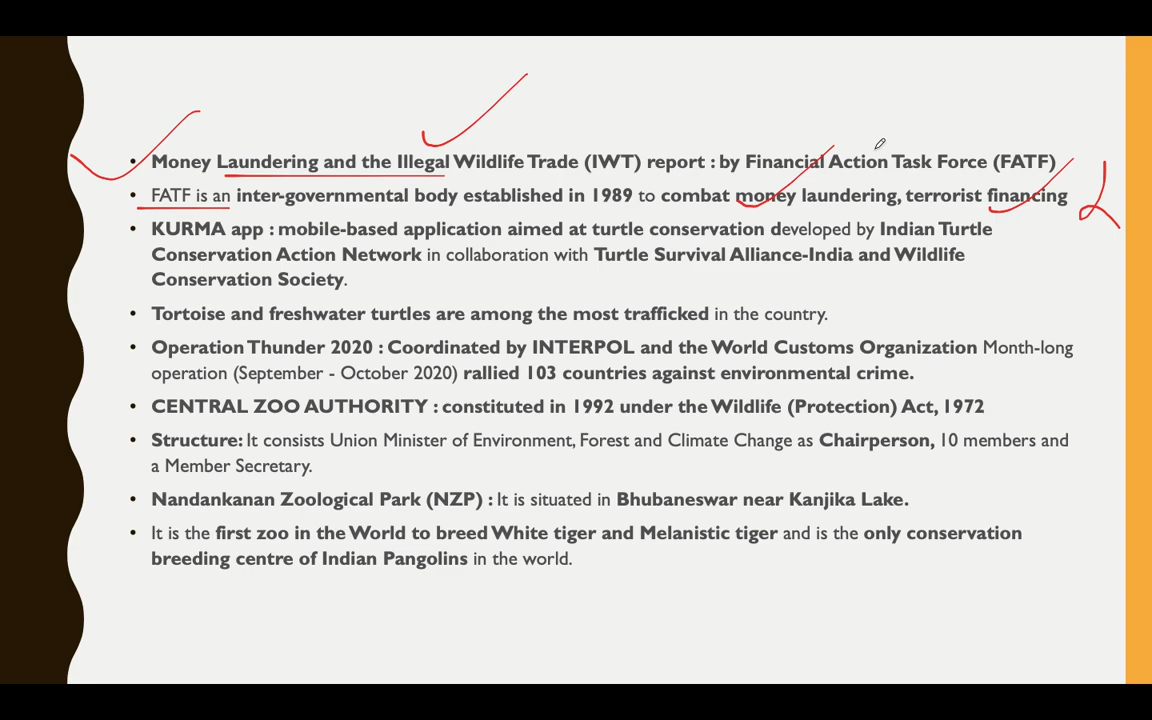 • Money Laundering and the Illegal Wildlife Trade (IWT) report : by Financial Action Task Force (FATF)
• FATF is an inter-governmental body established in 1989 to combat money laundering, terrorist financing
• KURMA app : mobile-based application aimed at turtle conservation developed by Indian Turtle
Conservation Action Network in collaboration with Turtle Survival Alliance-India and Wildlife
Conservation Society.
• Tortoise and freshwater turtles are among the most trafficked in the country.
• Operation Thunder 2020 : Coordinated by INTERPOL and the World Customs Organization Month-long
operation (September - October 2020) rallied 103 countries against environmental crime.
• CENTRAL ZOO AUTHORITY : constituted in 1992 under the Wildlife (Protection) Act, 1972
• Structure: It consists Union Minister of Environment, Forest and Climate Change as Chairperson, 10 members and
a Member Secretary.
• Nandankanan Zoological Park (NZP) : It is situated in Bhubaneswar near Kanjika Lake.
• It is the first zoo in the World to breed White tiger and Melanistic tiger and is the only conservation
breeding centre of Indian Pangolins in the world.